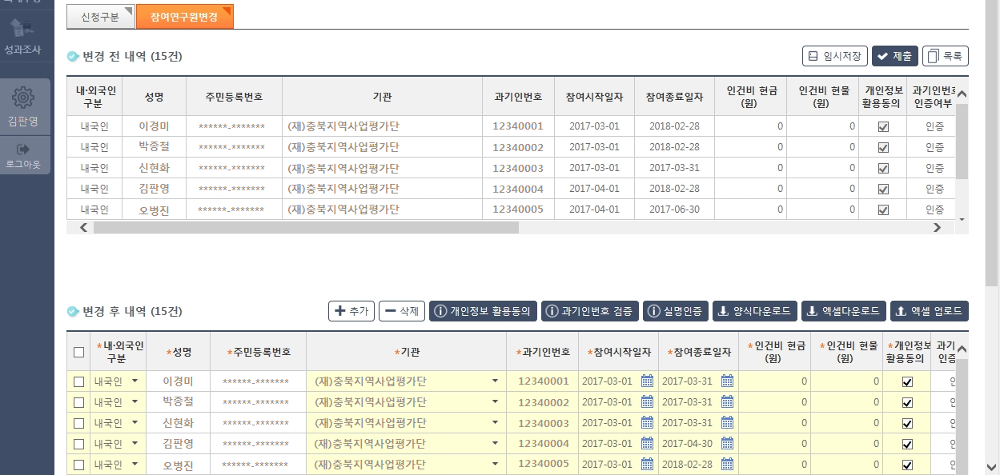 성과조사
김판영
로그아웃
신청구분 참여연구원변경
변경 전 내역 (15건) 임시저장 제출 목록
내·외국인 구분 성명 주민등록번호 기관 과기인번호 참여시작일자 참여종료일자 인건비 현금 (원) 인건비 현물 (원) 개인정보 활용동의 과기인번호 인증여부
내국인 이경미 ******-******* (재)충북지역사업평가단 12340001 2017-03-01 2018-02-28 0 0 인증
내국인 박종철 ******-******* (재)충북지역사업평가단 12340002 2017-03-01 2018-02-28 0 0 인증
내국인 신현화 ******-******* (재)충북지역사업평가단 12340003 2017-03-01 2017-03-31 0 0 인증
내국인 김판영 ******-******* (재)충북지역사업평가단 12340004 2017-04-01 2018-02-28 0 0 인증
내국인 오병진 ******-******* (재)충북지역사업평가단 12340005 2017-04-01 2017-06-30 0 0 인증
변경 후 내역 (15건) 추가 삭제 개인정보 활용동의 과기인번호 검증 실명인증 양식다운로드 엑셀다운로드 엑셀 업로드
*내·외국인 구분 *성명 *주민등록번호 *기관 *과기인번호 *참여시작일자 *참여종료일자 *인건비 현금 (원) *인건비 현물 (원) *개인정보 활용동의 과기 인증
내국인 이경미 ******-******* (재)충북지역사업평가단 12340001 2017-03-01 2017-03-31 0 0
내국인 박종철 ******-******* (재)충북지역사업평가단 12340002 2017-03-01 2017-03-31 0 0
내국인 신현화 ******-******* (재)충북지역사업평가단 12340003 2017-03-01 2017-03-31 0 0
내국인 김판영 ******-******* (재)충북지역사업평가단 12340004 2017-03-01 2017-04-30 0 0
내국인 오병진 ******-******* (재)충북지역사업평가단 12340005 2017-03-01 2018-02-28 0 0